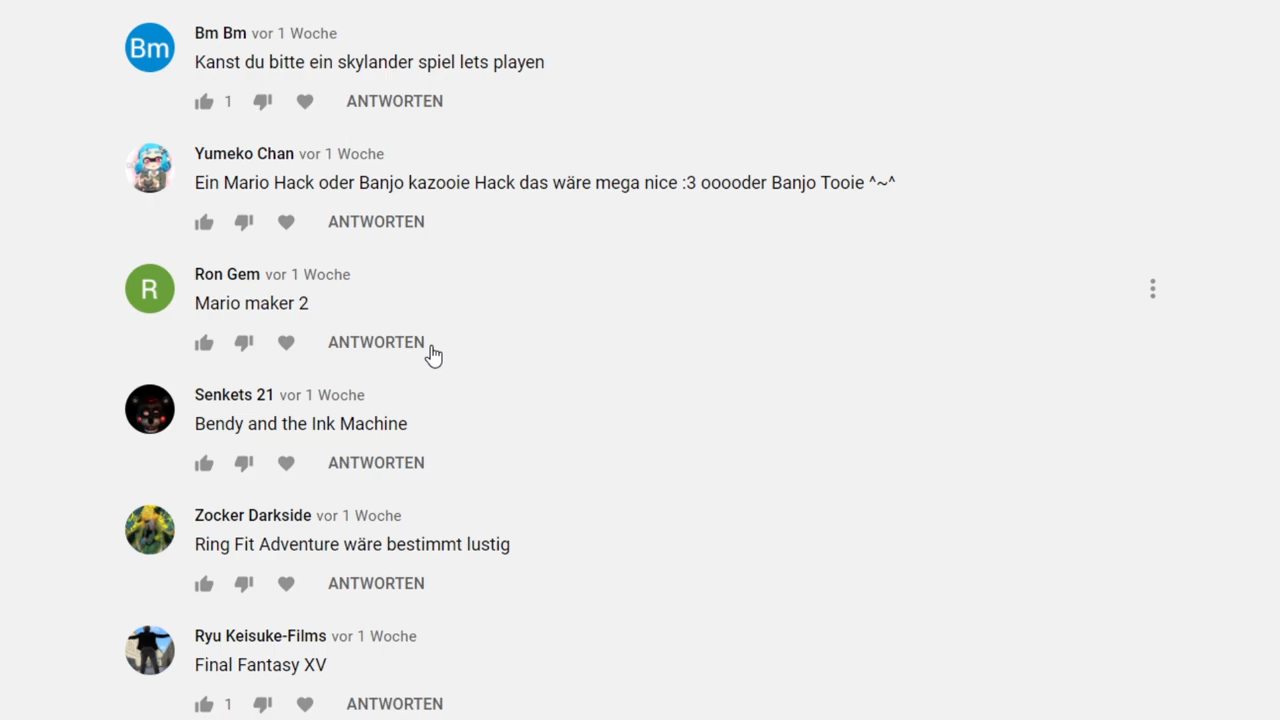 Bm
Bm Bm vor 1 Woche
Kanst du bitte ein skylander spiel lets playen
1 ANTWORTEN
Yumeko Chan vor 1 Woche
Ein Mario Hack oder Banjo kazooie Hack das wäre mega nice :3 ooooder Banjo Tooie ^~^
ANTWORTEN
R
Ron Gem vor 1 Woche
Mario maker 2
ANTWORTEN
Senkets 21 vor 1 Woche
Bendy and the Ink Machine
ANTWORTEN
Zocker Darkside vor 1 Woche
Ring Fit Adventure wäre bestimmt lustig
ANTWORTEN
Ryu Keisuke-Films vor 1 Woche
Final Fantasy XV
1 ANTWORTEN